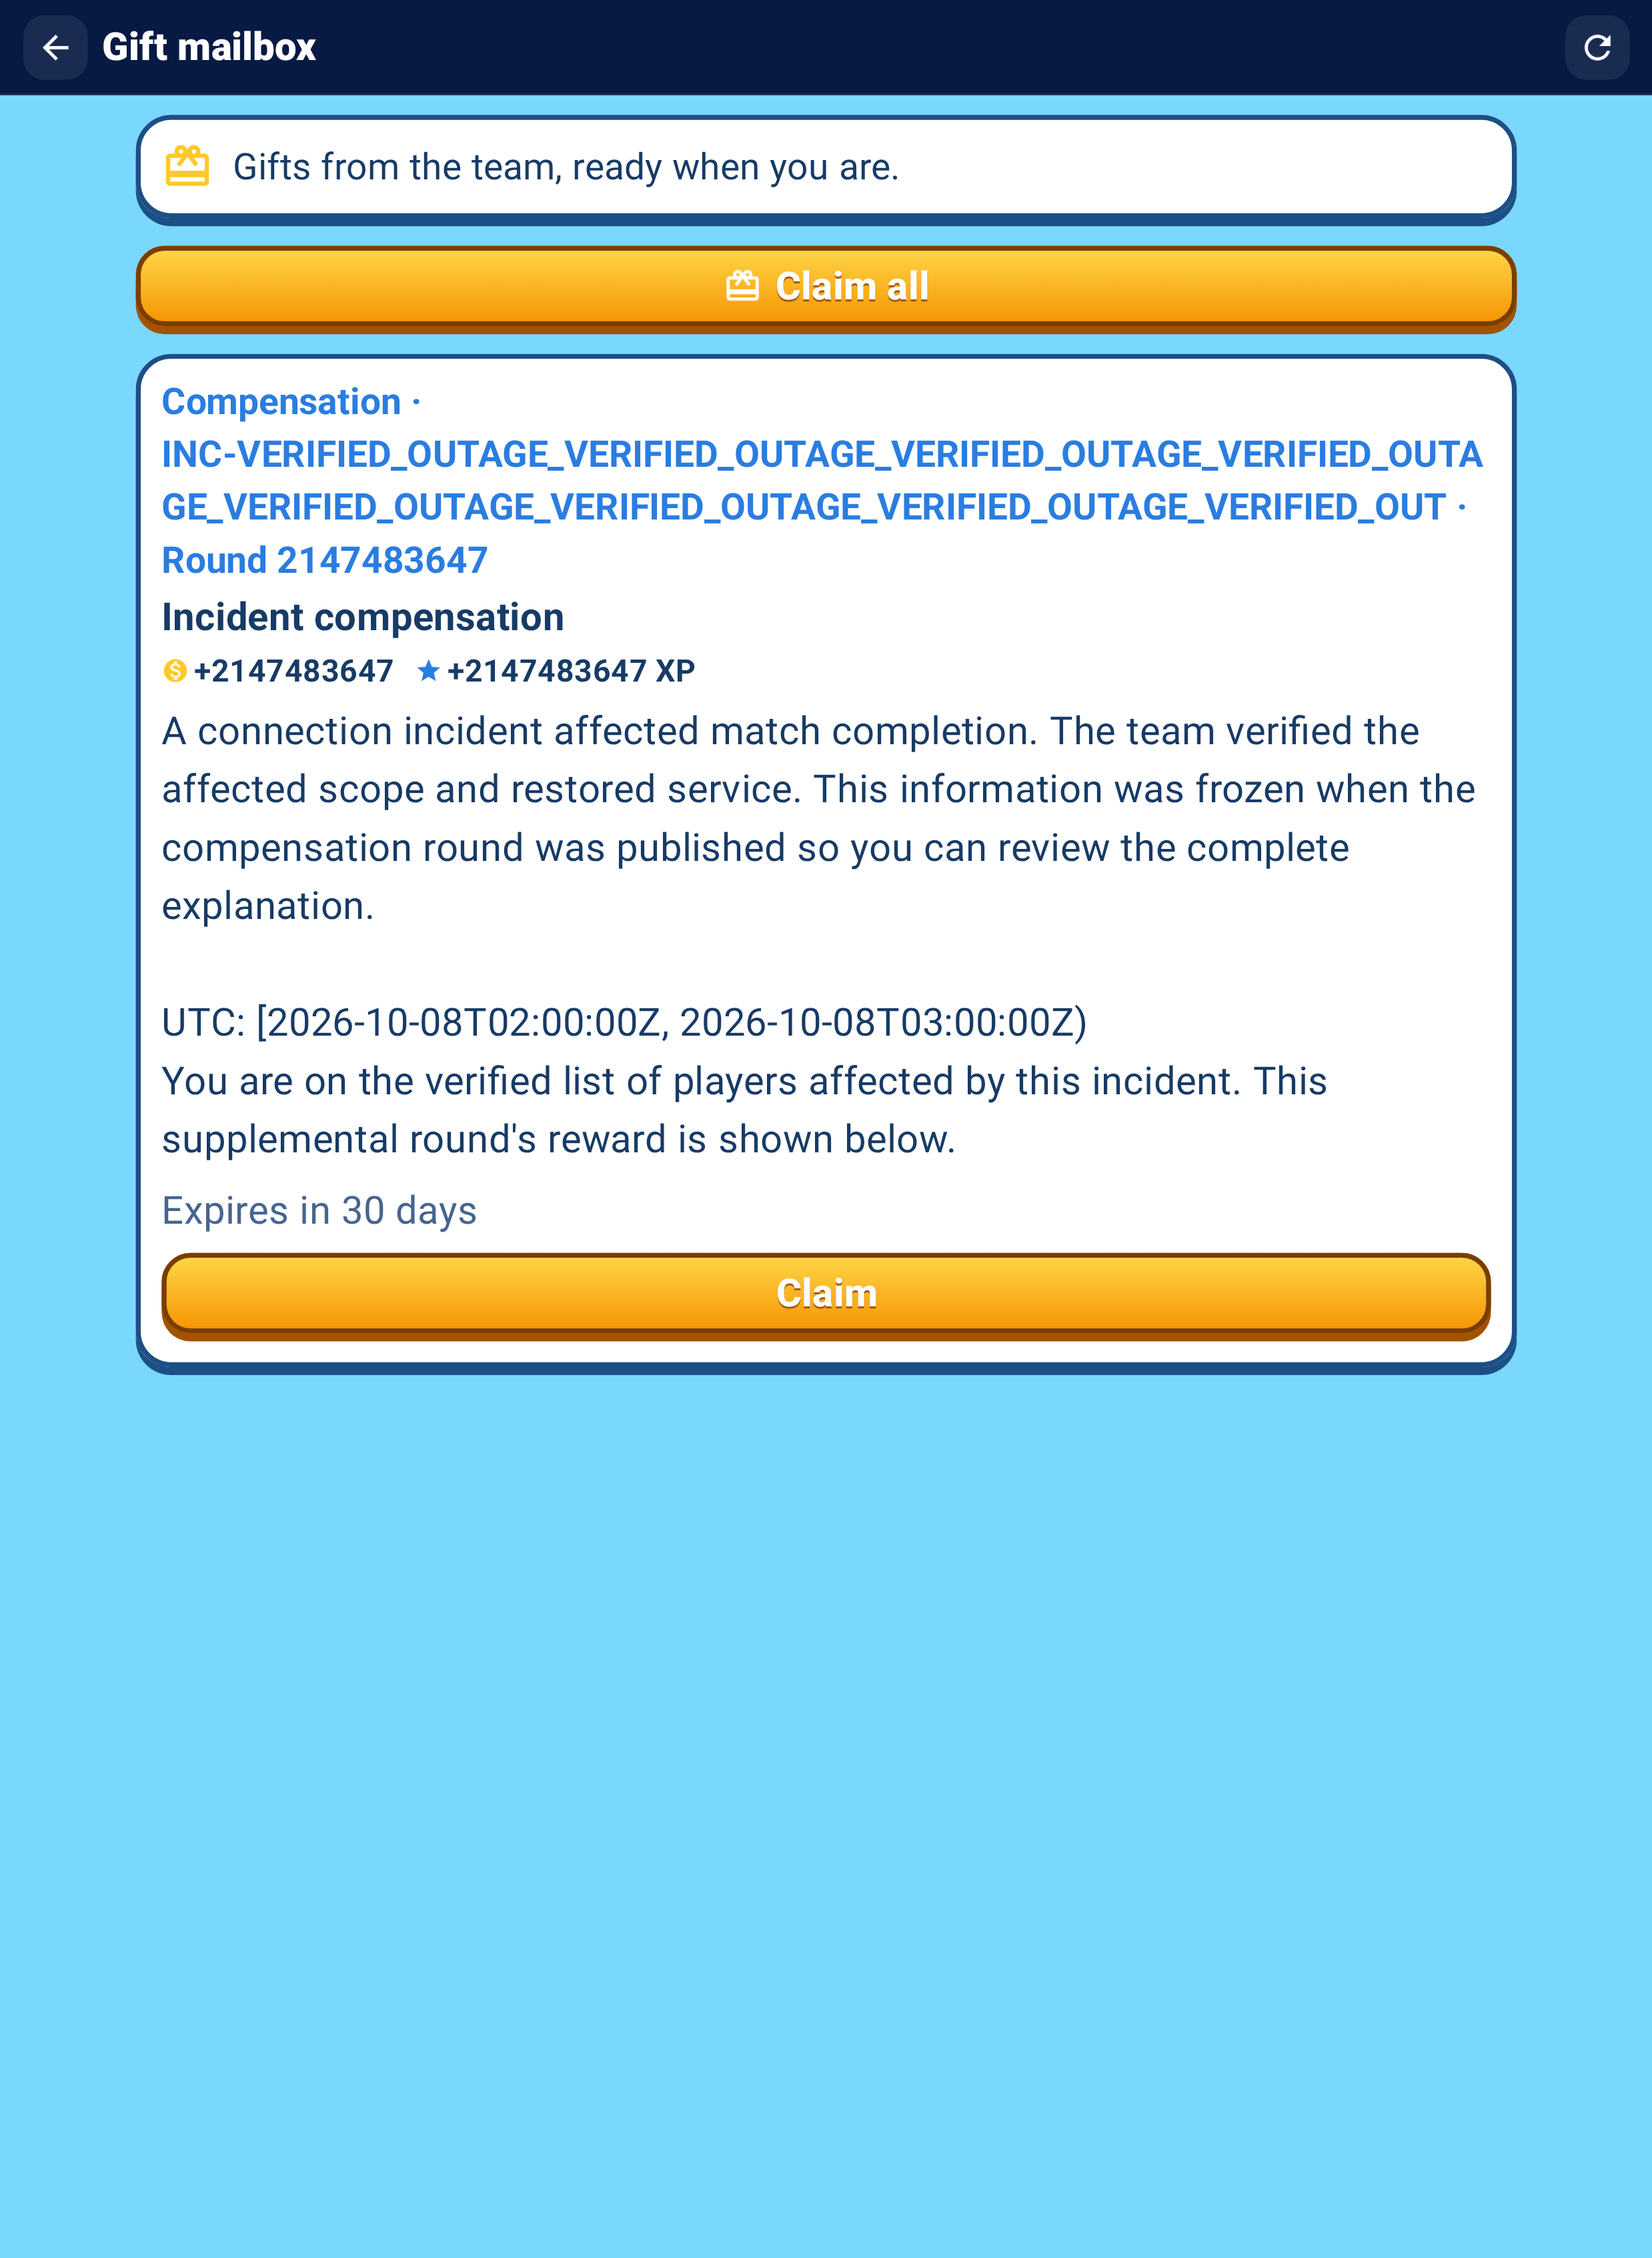 Gift mailbox
Gifts from the team, ready when you are.
Claim all
Compensation ·
INC-VERIFIED_OUTAGE_VERIFIED_OUTAGE_VERIFIED_OUTAGE_VERIFIED_OUTA
GE_VERIFIED_OUTAGE_VERIFIED_OUTAGE_VERIFIED_OUTAGE_VERIFIED_OUT ·
Round 2147483647
Incident compensation
+2147483647 +2147483647 XP
A connection incident affected match completion. The team verified the
affected scope and restored service. This information was frozen when the
compensation round was published so you can review the complete
explanation.
UTC: [2026-10-08T02:00:00Z, 2026-10-08T03:00:00Z)
You are on the verified list of players affected by this incident. This
supplemental round's reward is shown below.
Expires in 30 days
Claim